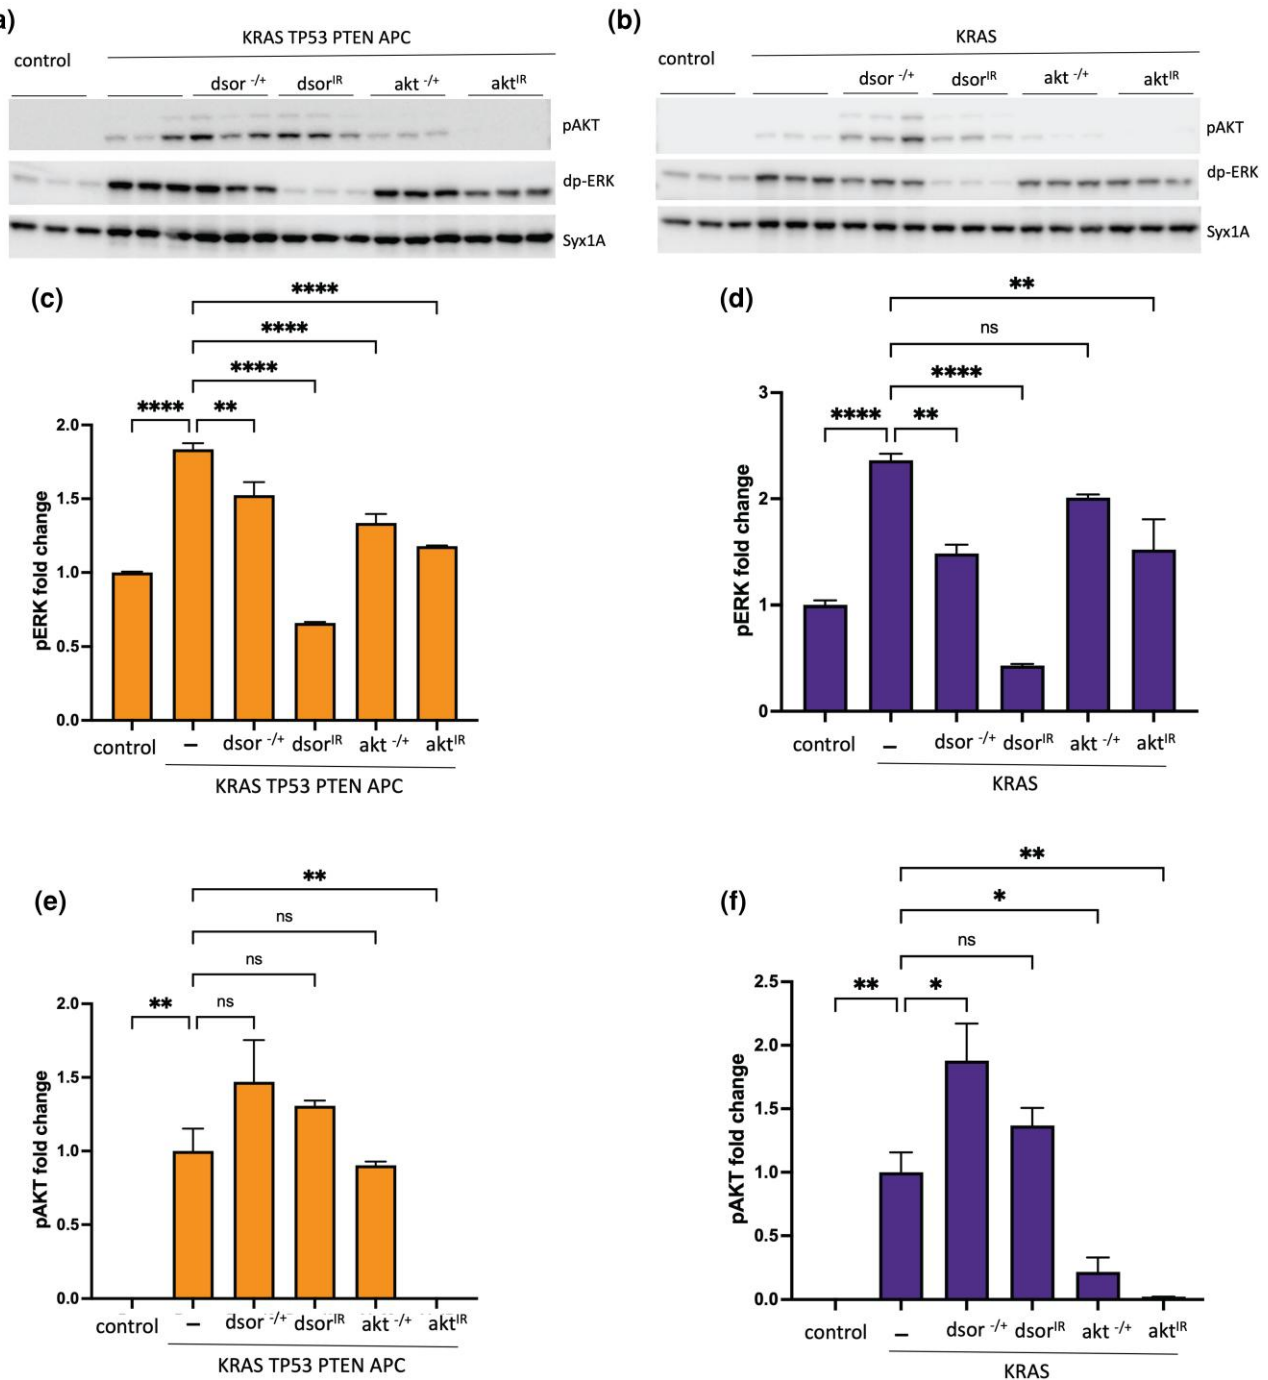 a)
KRAS TP53 PTEN APC
control
dsor -/+ dsorIR akt -/+ aktIR
pAKT
dp-ERK
Syx1A
(b)
KRAS
control
dsor -/+ dsorIR akt -/+ aktIR
pAKT
dp-ERK
Syx1A
(c)
****
****
****
**** **
pERK fold change
2.0
1.5
1.0
0.5
0.0
control – dsor -/+ dsorIR akt -/+ aktIR
KRAS TP53 PTEN APC
(d)
**
ns
****
**** **
pERK fold change
3
2
1
0
control – dsor -/+ dsorIR akt -/+ aktIR
KRAS
(e)
**
ns
ns
** ns
pAKT fold change
2.0
1.5
1.0
0.5
0.0
control – dsor -/+ dsorIR akt -/+ aktIR
KRAS TP53 PTEN APC
(f)
**
*
ns
** *
pAKT fold change
2.5
2.0
1.5
1.0
0.5
0.0
control – dsor -/+ dsorIR akt -/+ aktIR
KRAS